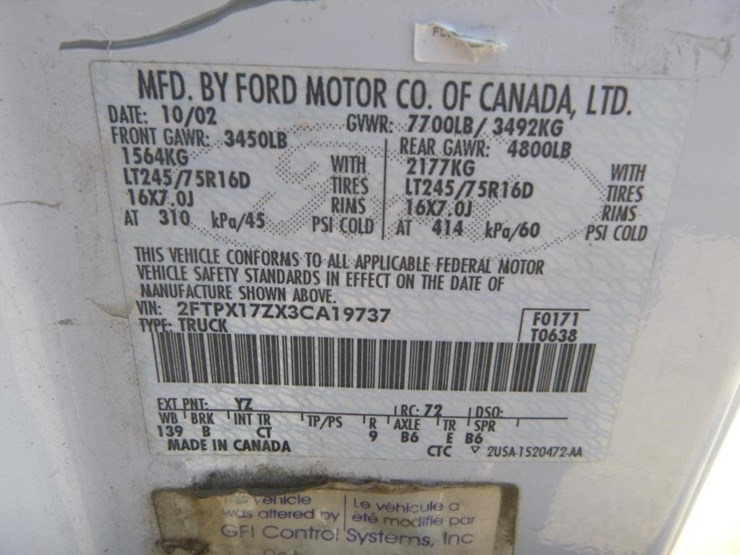 MFD. BY FORD MOTOR CO. OF CANADA, LTD.
DATE: 10/02 GVWR: 7700LB/ 3492KG
FRONT GAWR: 3450LB REAR GAWR: 4800LB
1564KG WITH 2177KG WITH
LT245/75R16D TIRES LT245/75R16D TIRES
16X7.0J RIMS 16X7.0J RIMS
AT 310 kPa/45 PSI COLD AT 414 kPa/60 PSI COLD
THIS VEHICLE CONFORMS TO ALL APPLICABLE FEDERAL MOTOR
VEHICLE SAFETY STANDARDS IN EFFECT ON THE DATE OF
MANUFACTURE SHOWN ABOVE.
VIN: 2FTPX17ZX3CA19737 F0171
TYPE: TRUCK T0638
EXT PNT: YZ RC: 72 DSO:
WB BRK INT TR TP/PS R AXLE TR SPR
139 B CT 9 B6 E B6
MADE IN CANADA CTC 2U5A-1520472-AA
This vehicle Le véhicule a
was altered by été modifié par
GFI Control Systems, Inc